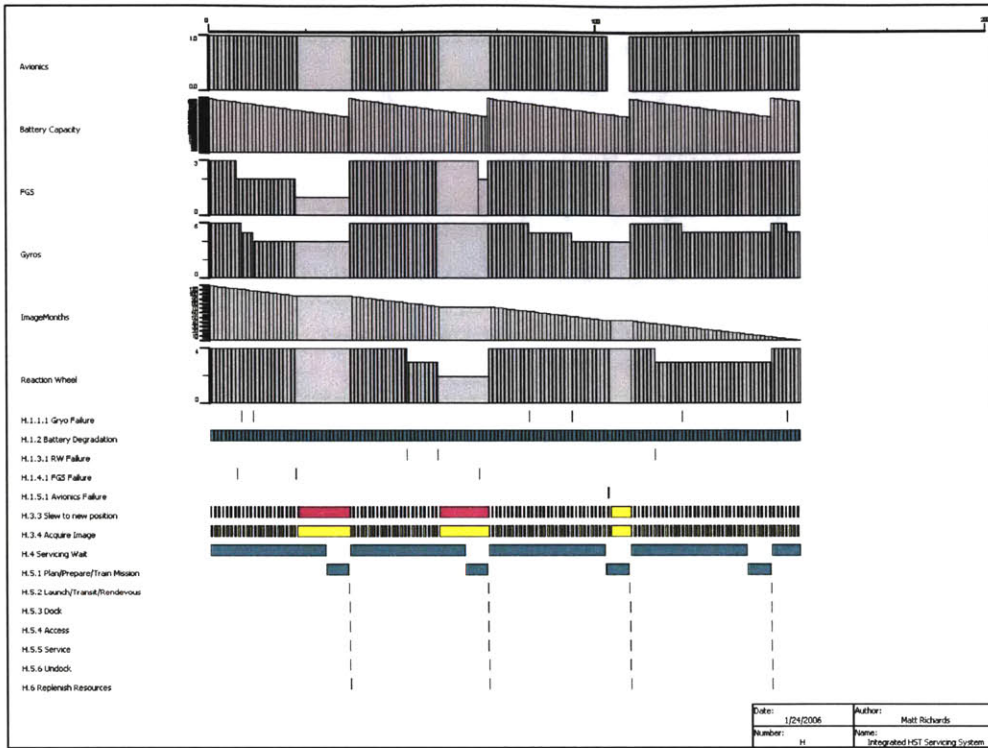 0
100
20
Avionics
1.0
0.0
Battery Capacity
FGS
3
0
Gyros
6
0
ImageMonths
Reaction Wheel
0
H.1.1.1 Gryo Failure
H.1.2 Battery Degradation
H.1.3.1 RW Failure
H.1.4.1 FGS Failure
H.1.5.1 Avionics Failure
H.3.3 Slew to new position
H.3.4 Acquire Image
H.4 Servicing Wait
H.5.1 Plan/Prepare/Train Mission
H.5.2 Launch/Transit/Rendevous
H.5.3 Dock
H.5.4 Access
H.5.5 Service
H.5.6 Undock
H.6 Replenish Resources
Date:
1/24/2006
Author:
Matt Richards
Number:
H
Name:
Integrated HST Servicing System